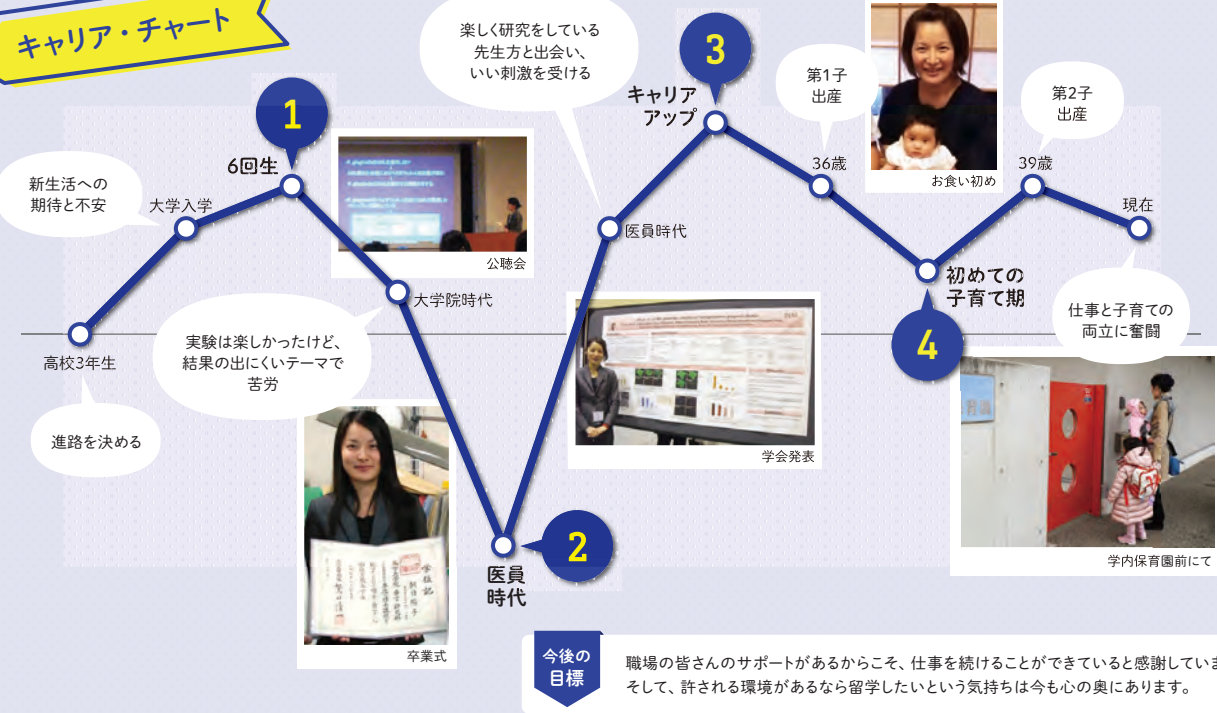 キャリア・チャート
楽しく研究をしている
先生方と出会い、
いい刺激を受ける
3
キャリア
アップ
第1子
出産
36歳
お食い初め
第2子
出産
39歳
現在
1
6回生
新生活への
期待と不安
大学入学
公聴会
医員時代
大学院時代
初めての
子育て期
4
仕事と子育ての
両立に奮闘
高校3年生
実験は楽しかったけど、
結果の出にくいテーマで
苦労
進路を決める
学会発表
学位記
卒業式
2
医員
時代
学内保育園前にて
今後の
目標
職場の皆さんのサポートがあるからこそ、仕事を続けることができていると感謝していま
そして、許される環境があるなら留学したいという気持ちは今も心の奥にあります。